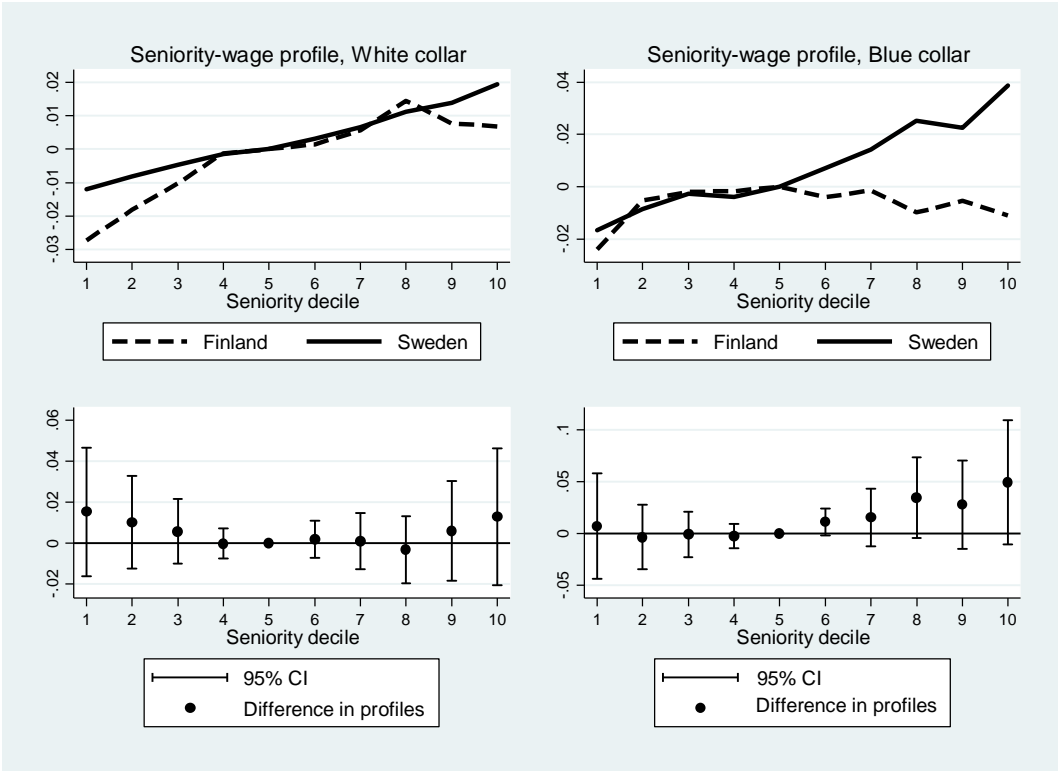 Seniority-wage profile, White collar
.02
.01
0
-.01
-.02
-.03
1 2 3 4 5 6 7 8 9 10
Seniority decile
Finland Sweden
Seniority-wage profile, Blue collar
.04
.02
0
-.02
1 2 3 4 5 6 7 8 9 10
Seniority decile
Finland Sweden
.06
.04
.02
0
-.02
1 2 3 4 5 6 7 8 9 10
Seniority decile
95% CI
Difference in profiles
.1
.05
0
-.05
1 2 3 4 5 6 7 8 9 10
Seniority decile
95% CI
Difference in profiles